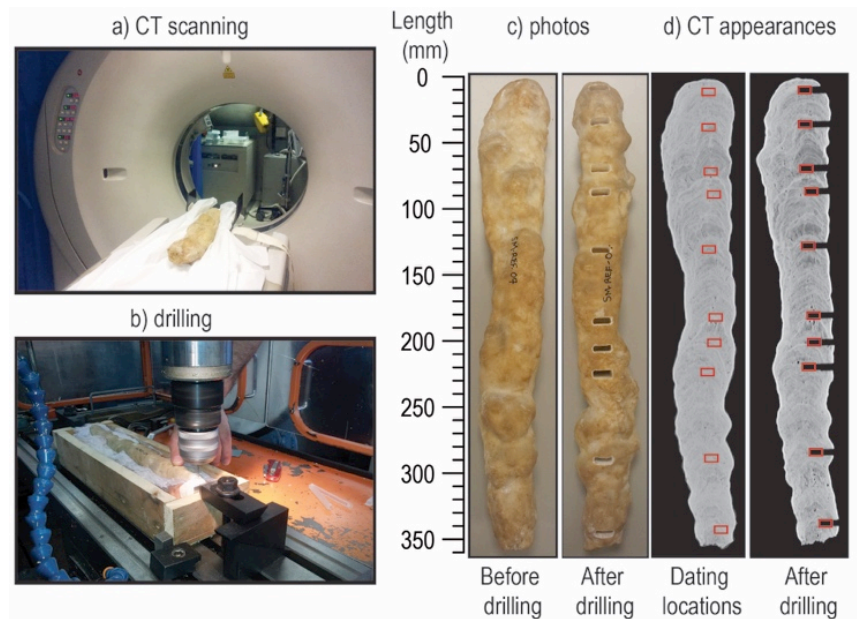 a) CT scanning
Length
(mm)
c) photos
d) CT appearances
0
50
100
150
200
250
300
350
b) drilling
Before
drilling
After
drilling
Dating
locations
After
drilling